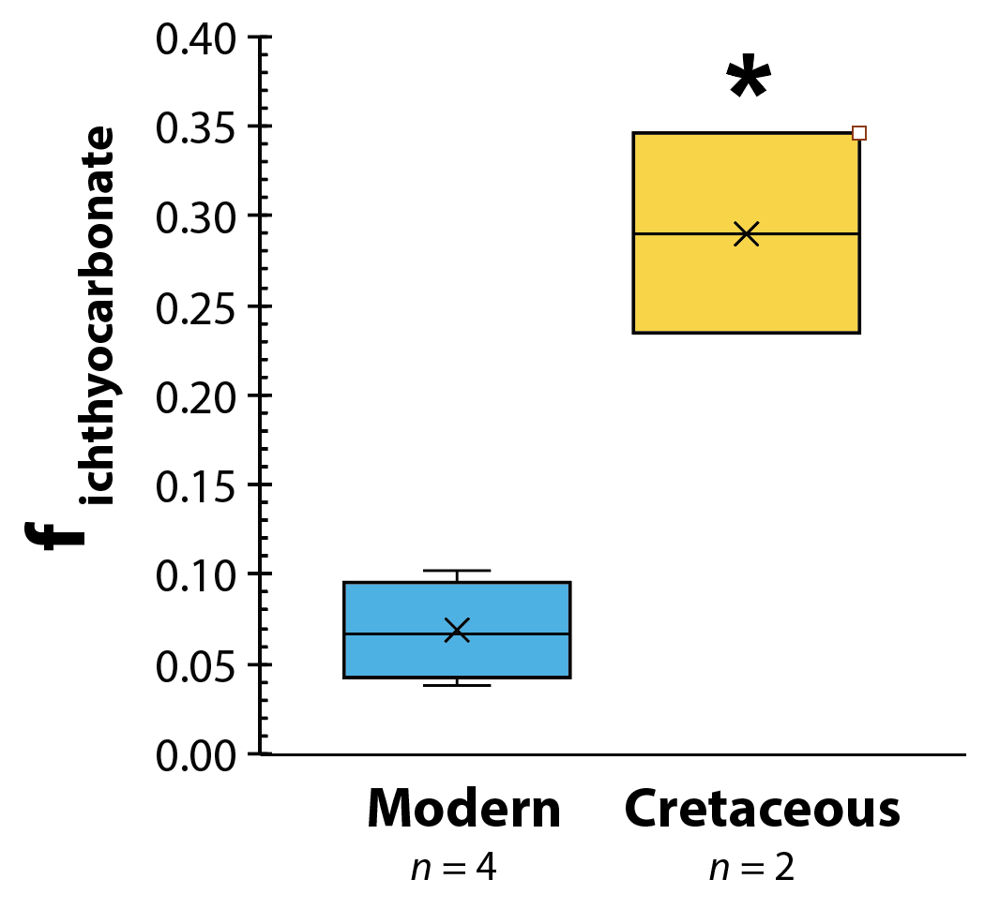 0.40
0.35
0.30
0.25
0.20
0.15
0.10
0.05
0.00
f ichthyocarbonate
*
Modern
n = 4
Cretaceous
n = 2